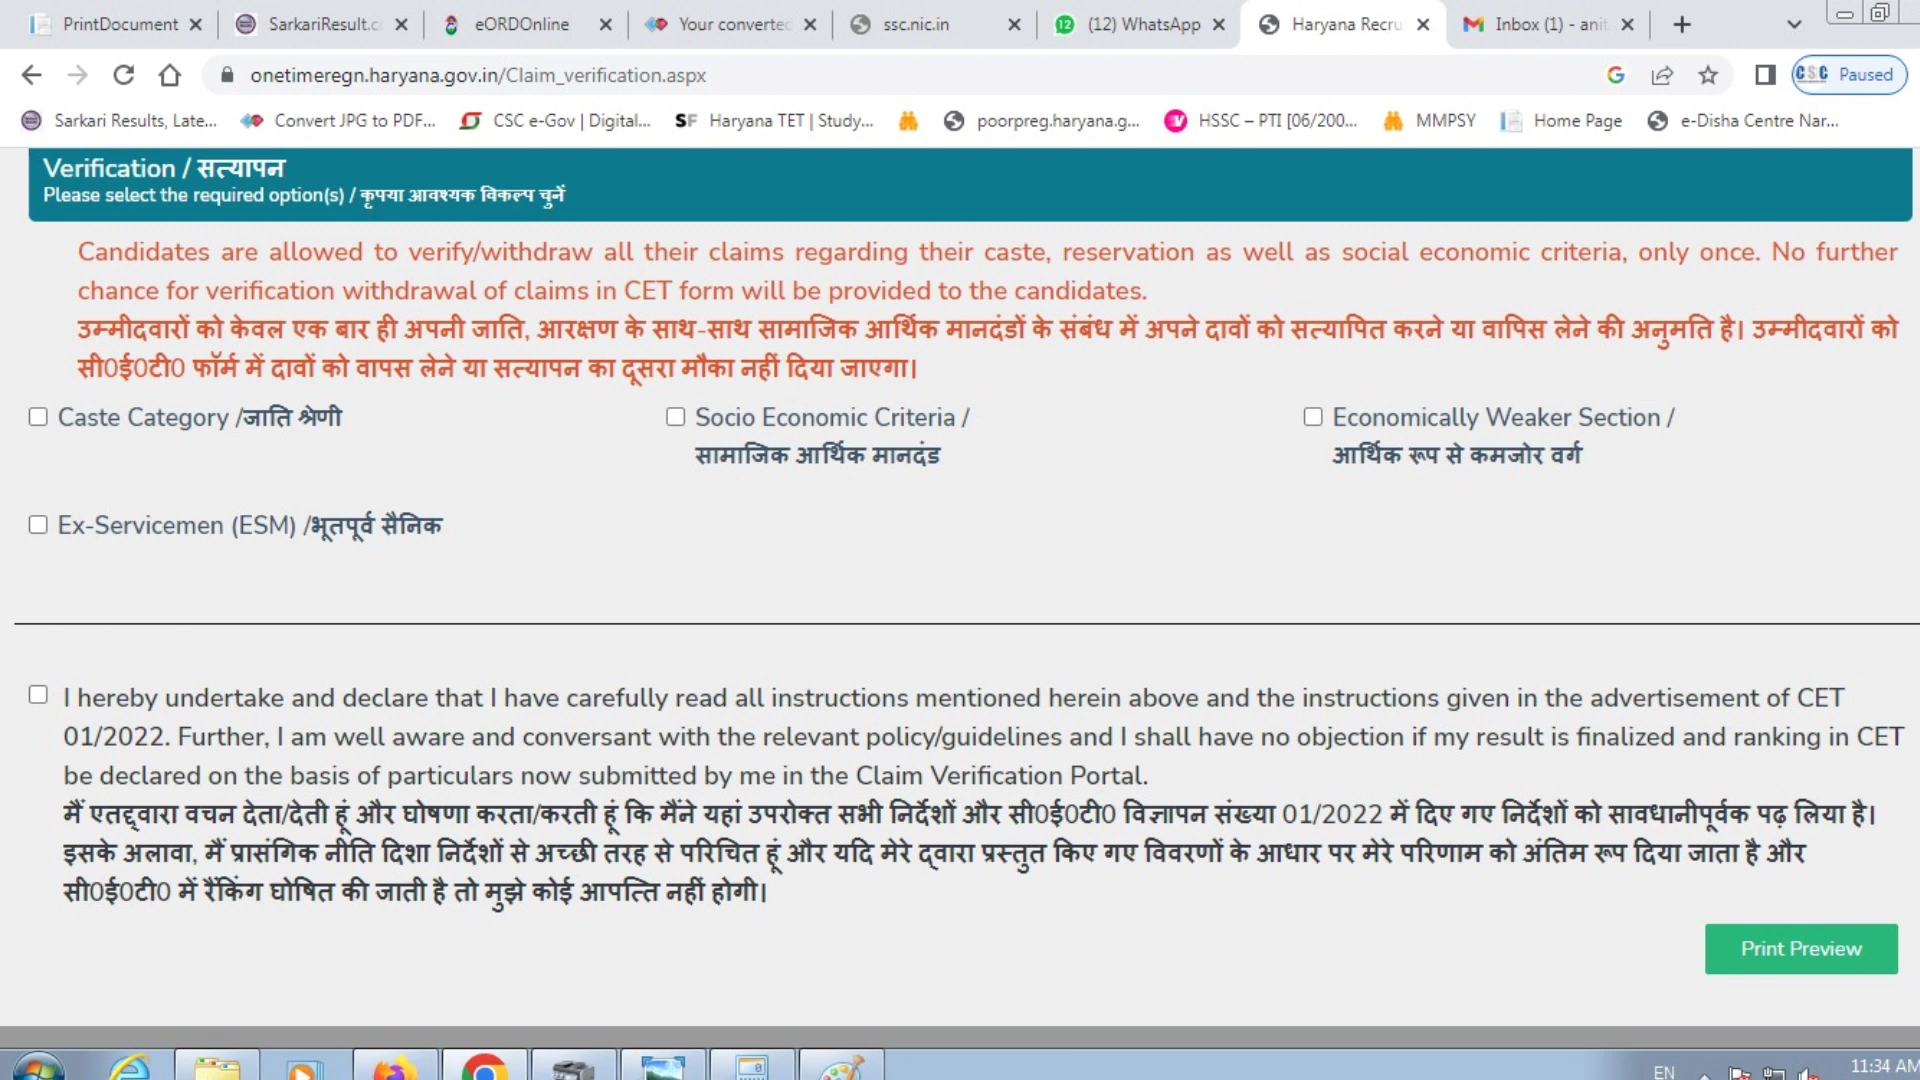 PrintDocument
SarkariResult.c
eORDOnline
Your converted
ssc.nic.in
12 (12) WhatsApp
Haryana Recru
Inbox (1) - anit
onetimeregn.haryana.gov.in/Claim_verification.aspx
CSC Paused
Sarkari Results, Late...
Convert JPG to PDF...
CSC e-Gov | Digital...
SF Haryana TET | Study...
poorpreg.haryana.g...
HSSC – PTI [06/200...
MMPSY
Home Page
e-Disha Centre Nar...
Verification / सत्यापन
Please select the required option(s) / कृपया आवश्यक विकल्प चुनें
Candidates are allowed to verify/withdraw all their claims regarding their caste, reservation as well as social economic criteria, only once. No further
chance for verification withdrawal of claims in CET form will be provided to the candidates.
उम्मीदवारों को केवल एक बार ही अपनी जाति, आरक्षण के साथ-साथ सामाजिक आर्थिक मानदंडों के संबंध में अपने दावों को सत्यापित करने या वापिस लेने की अनुमति है। उम्मीदवारों को
सी0ई0टी0 फॉर्म में दावों को वापस लेने या सत्यापन का दूसरा मौका नहीं दिया जाएगा।
Caste Category /जाति श्रेणी
Socio Economic Criteria /
सामाजिक आर्थिक मानदंड
Economically Weaker Section /
आर्थिक रूप से कमजोर वर्ग
Ex-Servicemen (ESM) /भूतपूर्व सैनिक
I hereby undertake and declare that I have carefully read all instructions mentioned herein above and the instructions given in the advertisement of CET
01/2022. Further, I am well aware and conversant with the relevant policy/guidelines and I shall have no objection if my result is finalized and ranking in CET
be declared on the basis of particulars now submitted by me in the Claim Verification Portal.
मैं एतद्द्वारा वचन देता/देती हूं और घोषणा करता/करती हूं कि मैंने यहां उपरोक्त सभी निर्देशों और सी0ई0टी0 विज्ञापन संख्या 01/2022 में दिए गए निर्देशों को सावधानीपूर्वक पढ़ लिया है।
इसके अलावा, मैं प्रासंगिक नीति दिशा निर्देशों से अच्छी तरह से परिचित हूं और यदि मेरे द्वारा प्रस्तुत किए गए विवरणों के आधार पर मेरे परिणाम को अंतिम रूप दिया जाता है और
सी0ई0टी0 में रैंकिंग घोषित की जाती है तो मुझे कोई आपत्ति नहीं होगी।
Print Preview
EN
11:34 AM